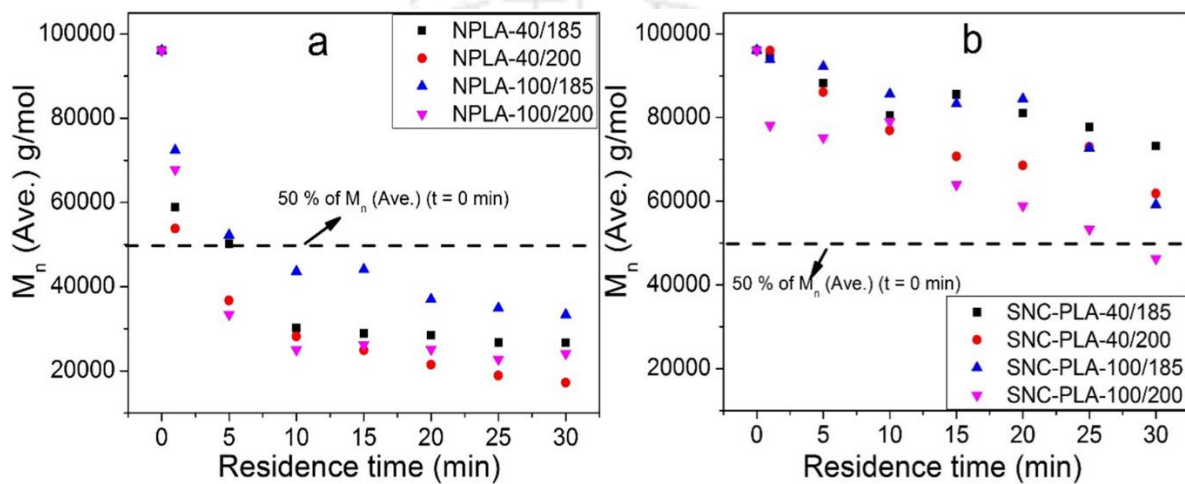 a
NPLA-40/185
NPLA-40/200
NPLA-100/185
NPLA-100/200
50 % of Mn (Ave.) (t = 0 min)
100000
80000
60000
40000
20000
Mn (Ave.) g/mol
0 5 10 15 20 25 30
Residence time (min)
b
50 % of Mn (Ave.) (t = 0 min)
SNC-PLA-40/185
SNC-PLA-40/200
SNC-PLA-100/185
SNC-PLA-100/200
100000
80000
60000
40000
20000
Mn (Ave.) g/mol
0 5 10 15 20 25 30
Residence time (min)